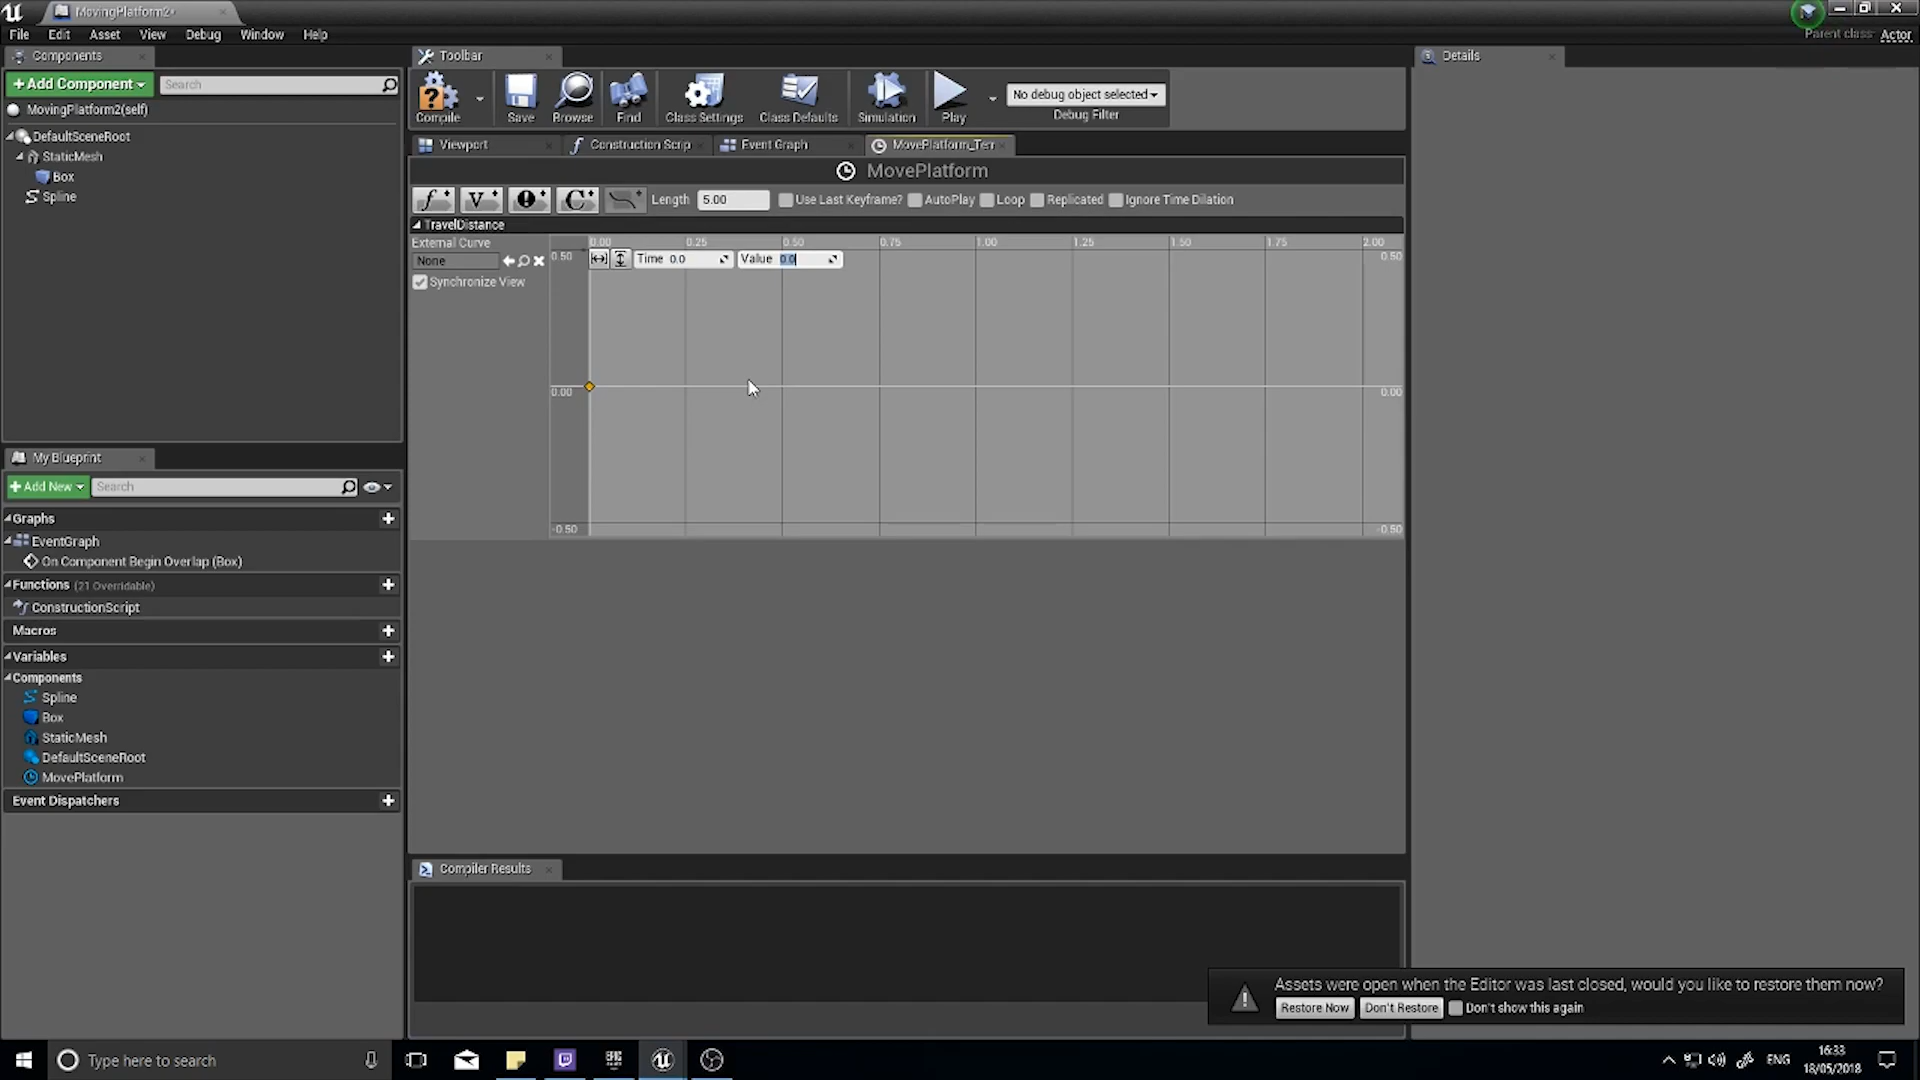 MovingPlatform2*
File Edit Asset View Debug Window Help
Parent class: Actor
Components
Toolbar
Details
+Add Component
Search
MovingPlatform2(self)
DefaultSceneRoot
StaticMesh
Box
Spline
Compile
Save
Browse
Find
Class Settings
Class Defaults
Simulation
Play
No debug object selected
Debug Filter
Viewport
Construction Scrip
Event Graph
MovePlatform_Tem
MovePlatform
Length 5.00 Use Last Keyframe? AutoPlay Loop Replicated Ignore Time Dilation
TravelDistance
External Curve
None
Synchronize View
0.00 0.25 0.50 0.75 1.00 1.25 1.50 1.75 2.00
0.50 Time 0.0 Value 0.0 0.50
0.00 0.00
-0.50 -0.50
My Blueprint
+Add New
Search
Graphs
EventGraph
On Component Begin Overlap (Box)
Functions (21 Overridable)
ConstructionScript
Macros
Variables
Components
Spline
Box
StaticMesh
DefaultSceneRoot
MovePlatform
Event Dispatchers
Compiler Results
Assets were open when the Editor was last closed, would you like to restore them now?
Restore Now Don't Restore Don't show this again
Type here to search
ENG
16:33
18/05/2018